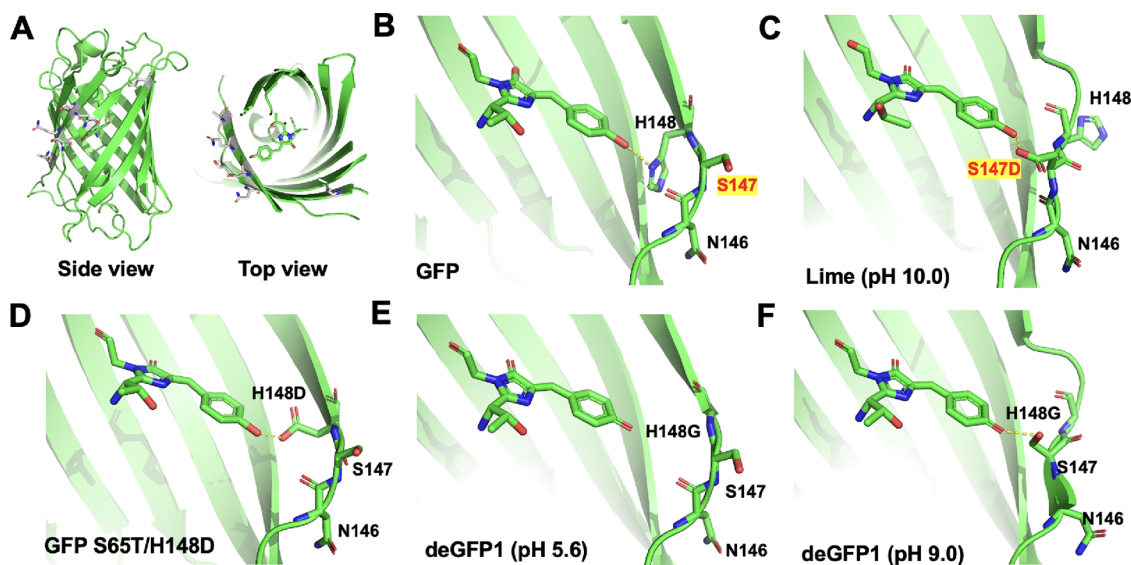 A
Side view
Top view
B
H148
S147
N146
GFP
C
H148
S147D
N146
Lime (pH 10.0)
D
H148D
S147
N146
GFP S65T/H148D
E
H148G
S147
N146
deGFP1 (pH 5.6)
F
H148G
S147
N146
deGFP1 (pH 9.0)